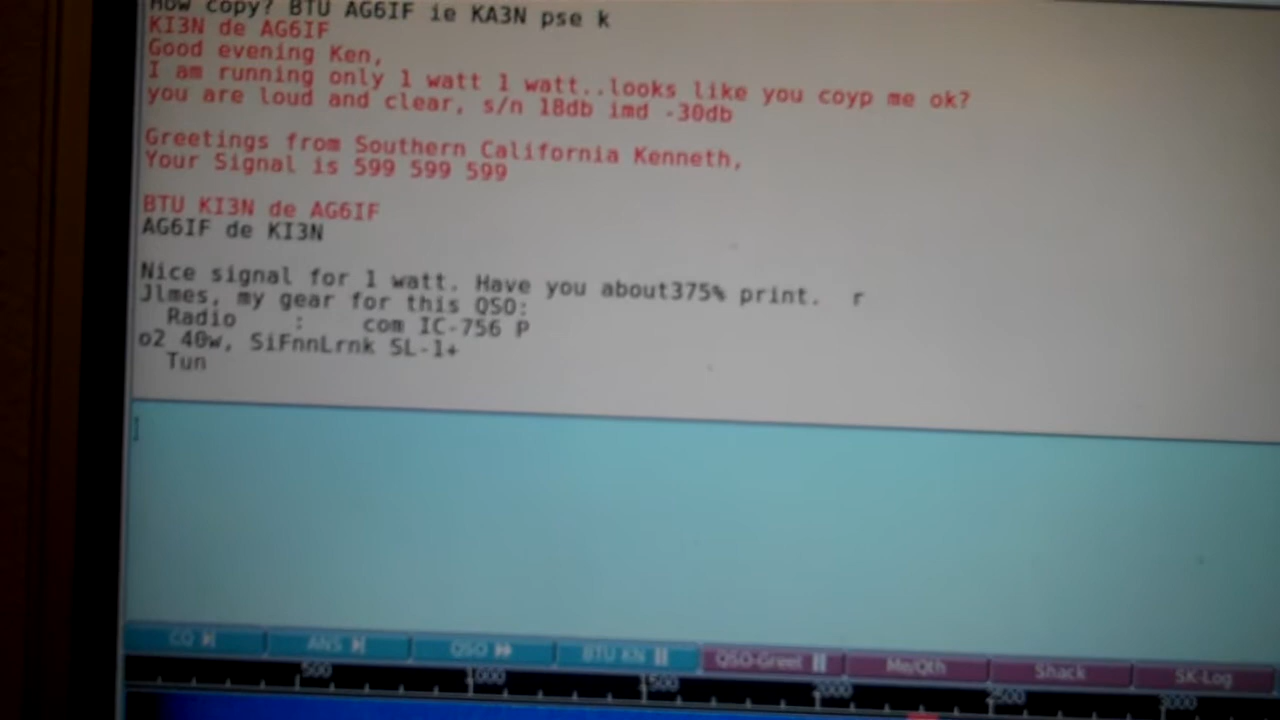 How copy? BTU AG6IF ie KA3N pse k
KI3N de AG6IF
Good evening Ken,
I am running only 1 watt 1 watt..looks like you coyp me ok?
you are loud and clear, s/n 18db imd -30db
Greetings from Southern California Kenneth,
Your Signal is 599 599 599
BTU KI3N de AG6IF
AG6IF de KI3N
Nice signal for 1 watt. Have you about375% print. r
Jlmes, my gear for this QSO:
Radio : com IC-756 P
o2 40w, SiFnnLrnk SL-1+
Tun
CQ ANS QSO BTU KN QSO-Greet Me/Qth Shack SK-Log
500 1000 1500 2000 2500 3000